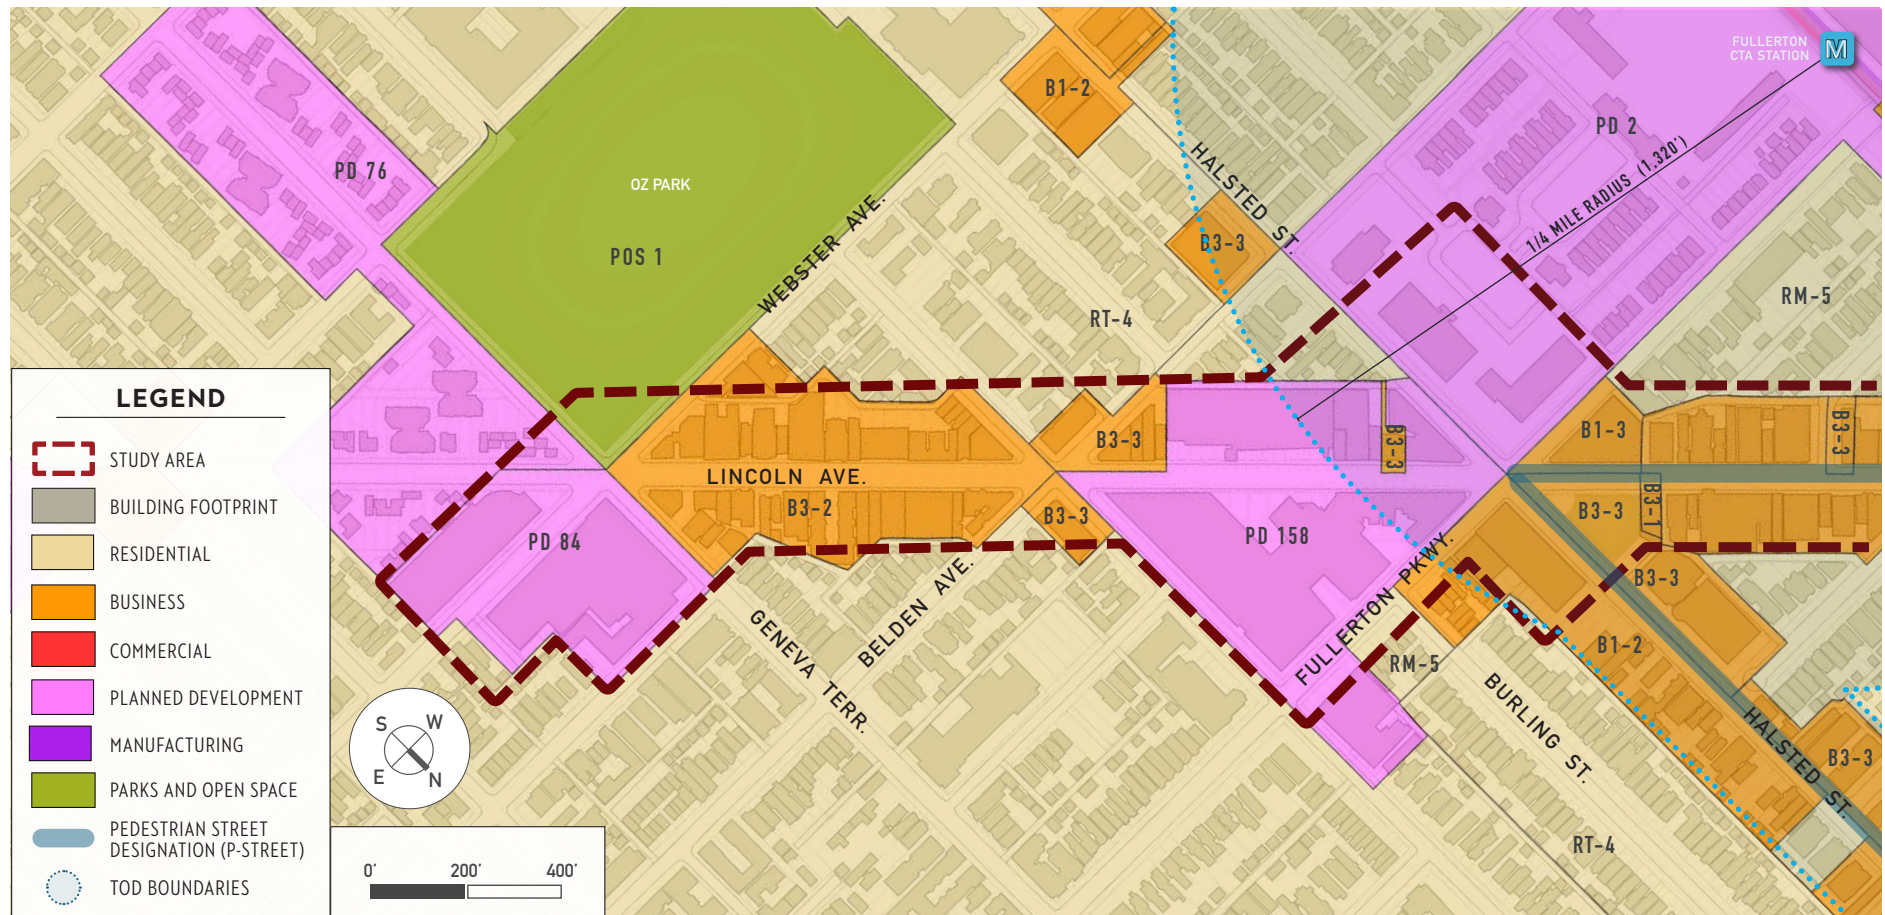 FULLERTON
CTA STATION
M
B1-2
PD 2
PD 76
HALSTED ST.
1/4 MILE RADIUS (1,320')
OZ PARK
POS 1
WEBSTER AVE.
B3-3
RM-5
RT-4
LEGEND
STUDY AREA
BUILDING FOOTPRINT
RESIDENTIAL
BUSINESS
COMMERCIAL
PLANNED DEVELOPMENT
MANUFACTURING
PARKS AND OPEN SPACE
PEDESTRIAN STREET
DESIGNATION (P-STREET)
TOD BOUNDARIES
B3-3
B3-3
B1-3
B3-3
LINCOLN AVE.
B3-2
B3-3
PD 84
PD 158
B3-3
B3-1
B3-3
FULLERTON PKWY.
BELDEN AVE.
GENEVA TERR.
RM-5
B1-2
BURLING ST.
HALSTED ST.
B3-3
RT-4
S
W
E
N
0'
200'
400'